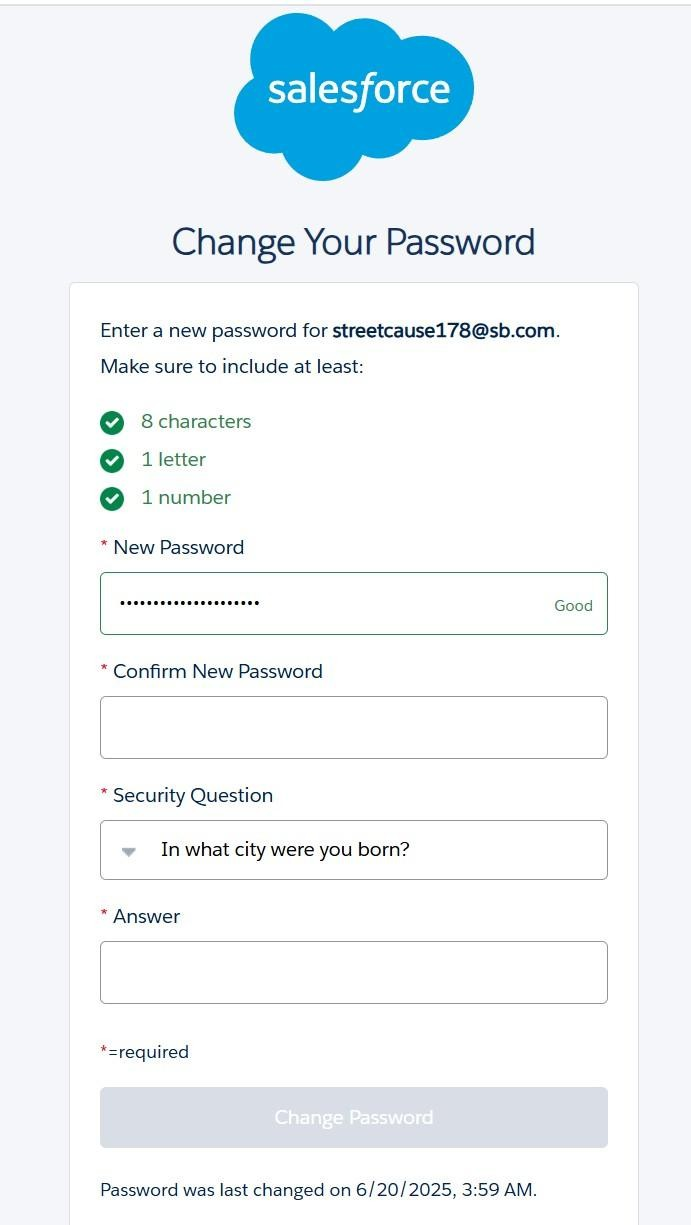 salesforce
Change Your Password
Enter a new password for streetcause178@sb.com.
Make sure to include at least:
8 characters
1 letter
1 number
* New Password
•••••••••••••••••••••
Good
* Confirm New Password
* Security Question
In what city were you born?
* Answer
*=required
Change Password
Password was last changed on 6/20/2025, 3:59 AM.